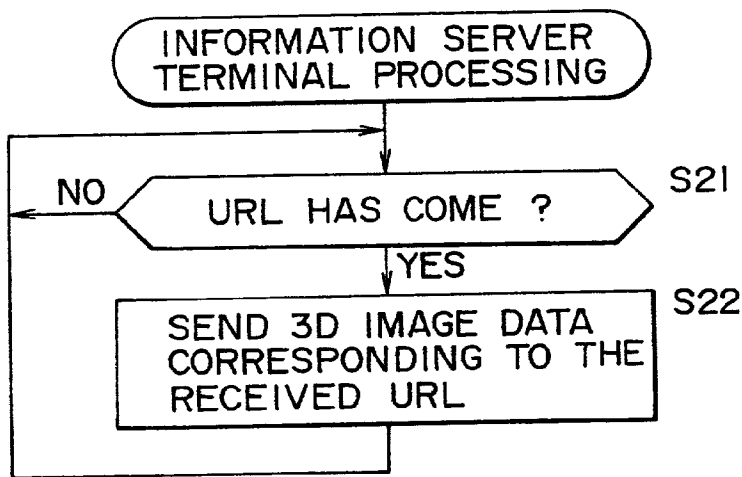 INFORMATION SERVER
TERMINAL PROCESSING
NO
URL HAS COME ?
S21
YES
S22
SEND 3D IMAGE DATA
CORRESPONDING TO THE
RECEIVED URL